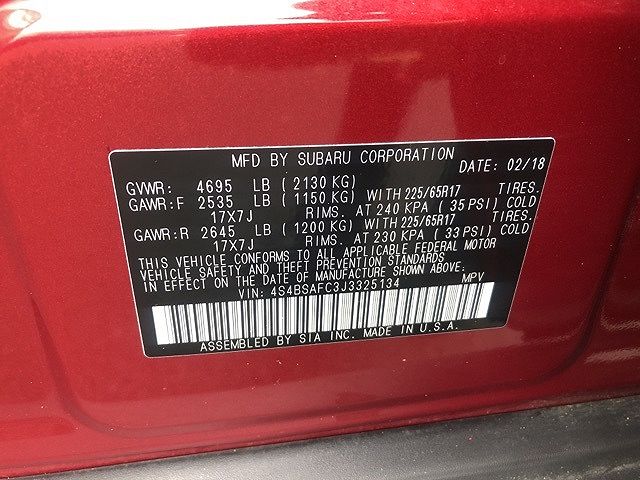 MFD BY SUBARU CORPORATION DATE: 02/18
GVWR: 4695 LB ( 2130 KG)
GAWR:F 2535 LB ( 1150 KG) WITH 225/65R17 TIRES.
17X7J RIMS. AT 240 KPA ( 35 PSI) COLD
GAWR:R 2645 LB ( 1200 KG) WITH 225/65R17 TIRES.
17X7J RIMS. AT 230 KPA ( 33 PSI) COLD
THIS VEHICLE CONFORMS TO ALL APPLICABLE FEDERAL MOTOR
VEHICLE SAFETY AND THEFT PREVENTION STANDARDS
IN EFFECT ON THE DATE OF MANUFACTURE SHOWN ABOVE.
VIN: 4S4BSAFC3J3325134 MPV
ASSEMBLED BY SIA INC. MADE IN U.S.A.